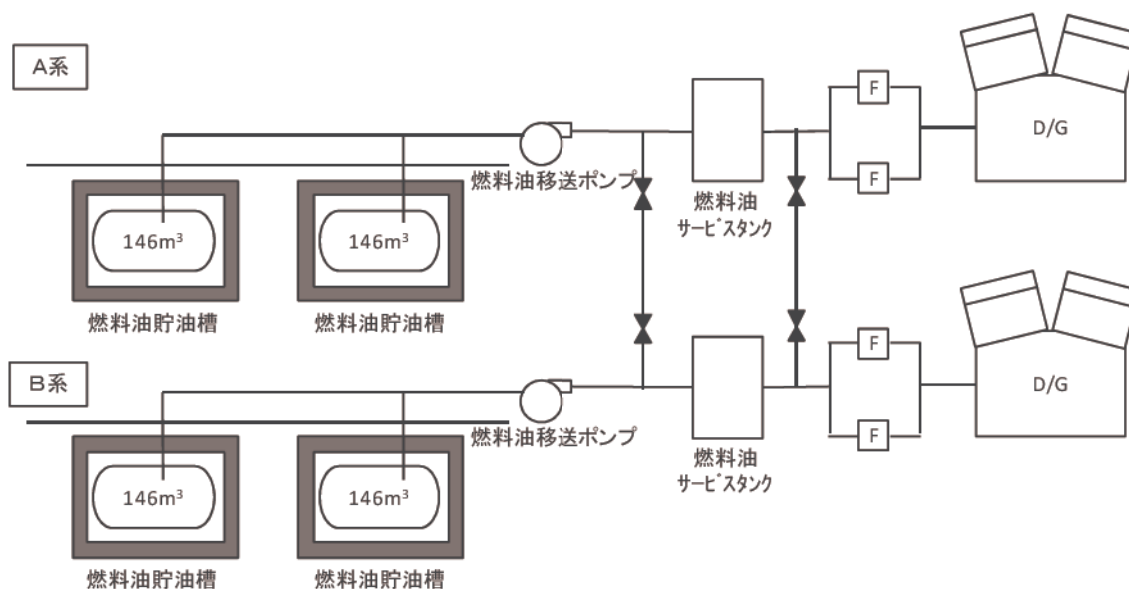 A系
F
D/G
F
燃料油移送ポンプ
燃料油
サービスタンク
146m³
146m³
燃料油貯油槽
燃料油貯油槽
B系
F
D/G
F
燃料油移送ポンプ
燃料油
サービスタンク
146m³
146m³
燃料油貯油槽
燃料油貯油槽